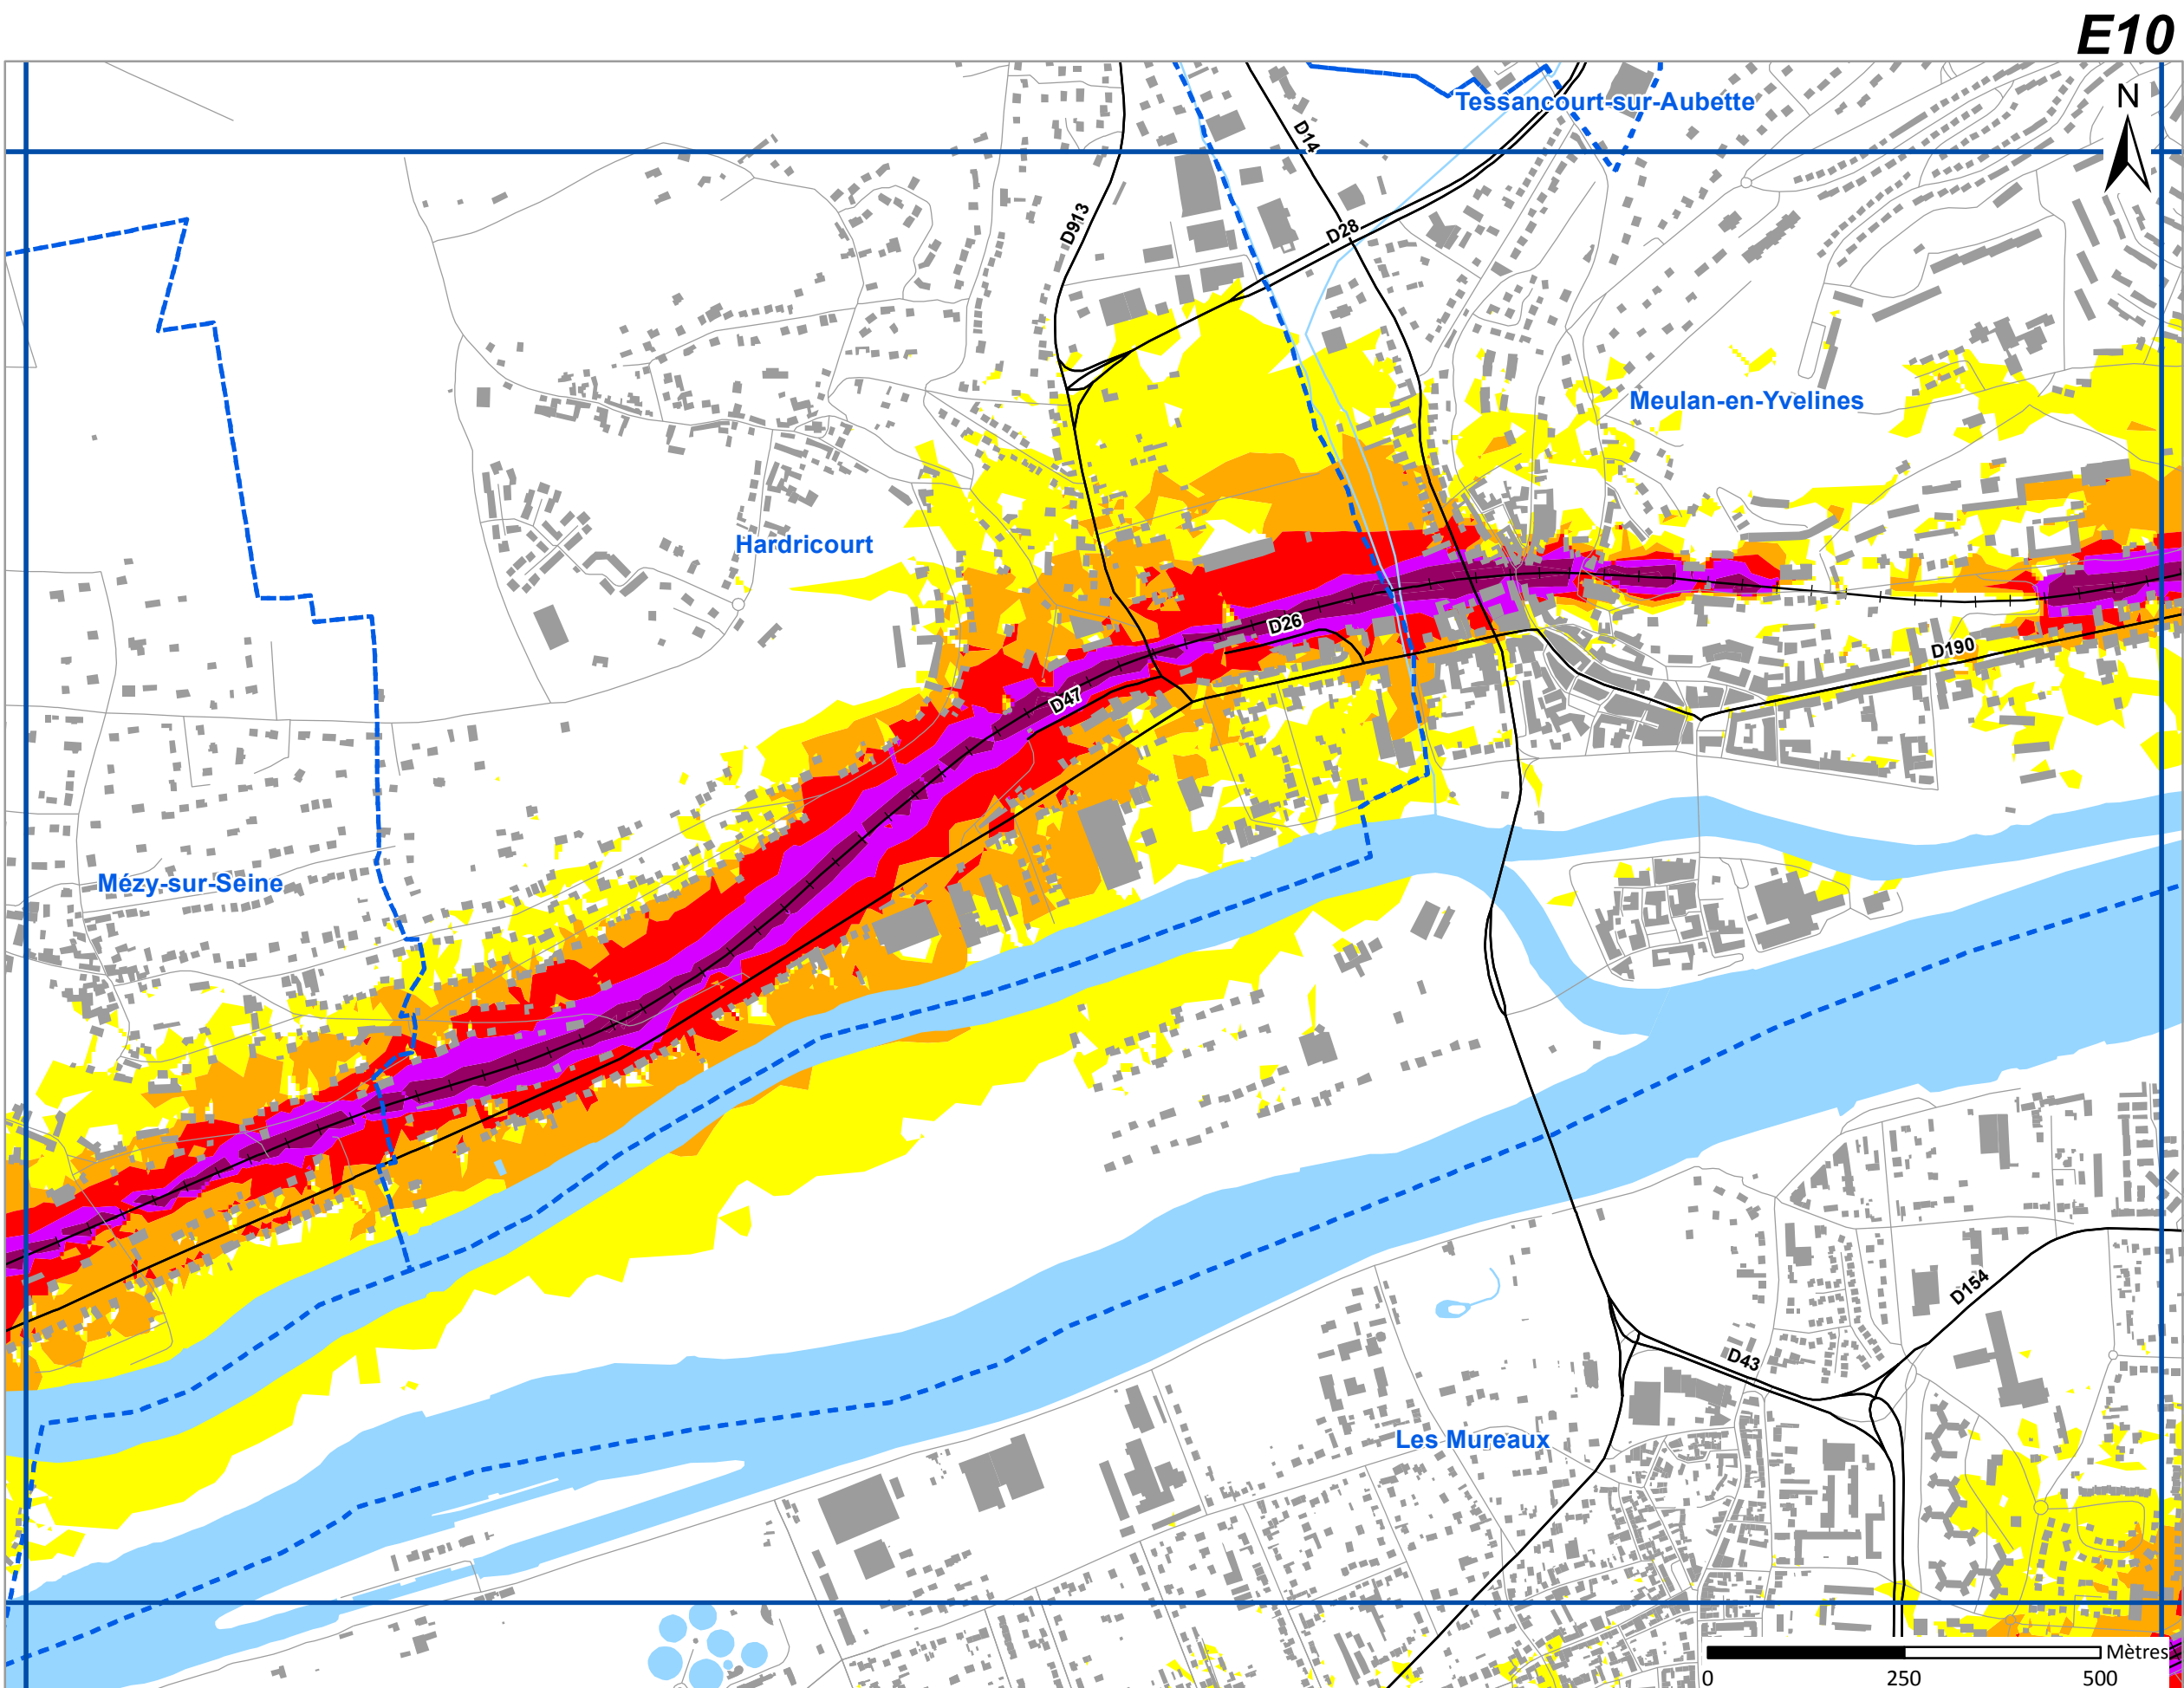 E10
Tessancourt-sur-Aubette
N
D14
D913
D28
Meulan-en-Yvelines
Hardricourt
D26
D190
D47
Mézy-sur-Seine
D154
D43
Les Mureaux
Mètres
0 250 500